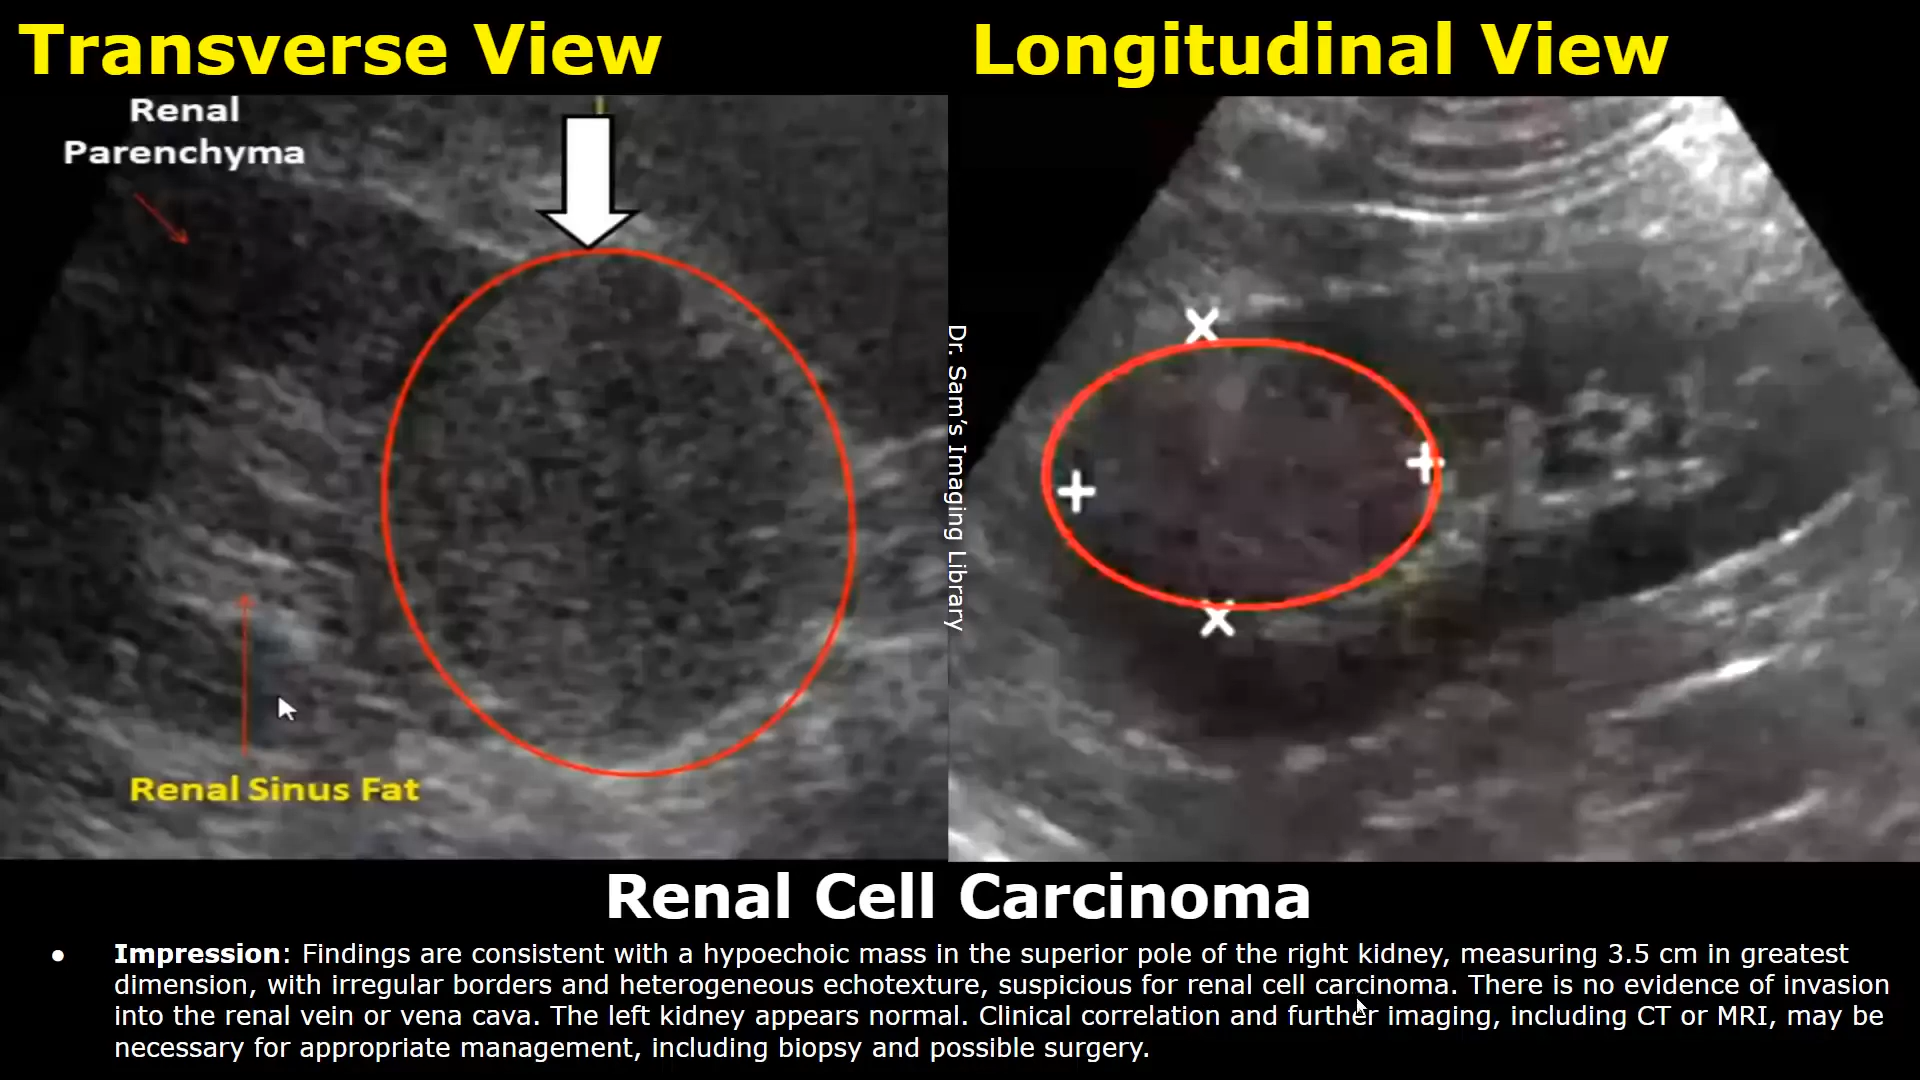 Transverse View
Longitudinal View
Renal
Parenchyma
Dr. Sam's Imaging Library
Renal Sinus Fat
Renal Cell Carcinoma
● Impression: Findings are consistent with a hypoechoic mass in the superior pole of the right kidney, measuring 3.5 cm in greatest
dimension, with irregular borders and heterogeneous echotexture, suspicious for renal cell carcinoma. There is no evidence of invasion
into the renal vein or vena cava. The left kidney appears normal. Clinical correlation and further imaging, including CT or MRI, may be
necessary for appropriate management, including biopsy and possible surgery.